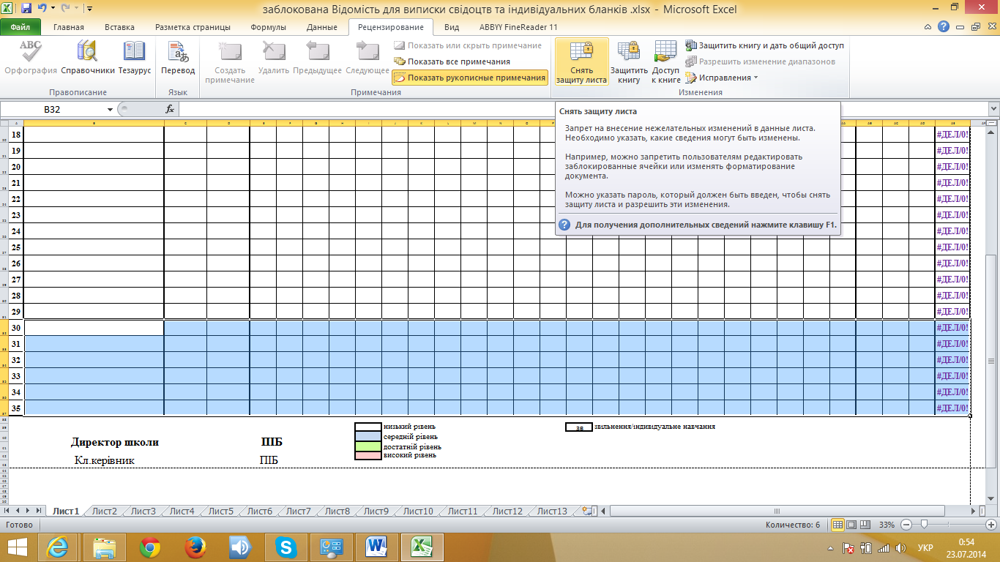 заблокована Відомість для виписки свідоцтв та індивідуальних бланків .xlsx - Microsoft Excel
Файл Главная Вставка Разметка страницы Формулы Данные Рецензирование Вид ABBYY FineReader 11
ABC
Орфография Справочники Тезаурус
Правописание
Перевод
Язык
Создать примечание Удалить Предыдущее Следующее
Показать или скрыть примечание
Показать все примечания
Показать рукописные примечания
Примечания
Снять защиту листа
Защитить книгу
Доступ к книге
Защитить книгу и дать общий доступ
Разрешить изменение диапазонов
Исправления
Изменения
B32
fx
Снять защиту листа
Запрет на внесение нежелательных изменений в данные листа.
Необходимо указать, какие сведения могут быть изменены.
Например, можно запретить пользователям редактировать
заблокированные ячейки или изменять форматирование
документа.
Можно указать пароль, который должен быть введен, чтобы снять
защиту листа и разрешить эти изменения.
Для получения дополнительных сведений нажмите клавишу F1.
18 #ДЕЛ/0!
19 #ДЕЛ/0!
20 #ДЕЛ/0!
21 #ДЕЛ/0!
22 #ДЕЛ/0!
23 #ДЕЛ/0!
24 #ДЕЛ/0!
25 #ДЕЛ/0!
26 #ДЕЛ/0!
27 #ДЕЛ/0!
28 #ДЕЛ/0!
29 #ДЕЛ/0!
30 #ДЕЛ/0!
31 #ДЕЛ/0!
32 #ДЕЛ/0!
33 #ДЕЛ/0!
34 #ДЕЛ/0!
35 #ДЕЛ/0!
низький рівень
середній рівень
достатній рівень
високий рівень
зв звільнення/індивідуальне навчання
Директор школи ПІБ
Кл.керівник ПІБ
Лист1 Лист2 Лист3 Лист4 Лист5 Лист6 Лист7 Лист8 Лист9 Лист10 Лист11 Лист12 Лист13
Готово Количество: 6 33%
УКР
0:54
23.07.2014